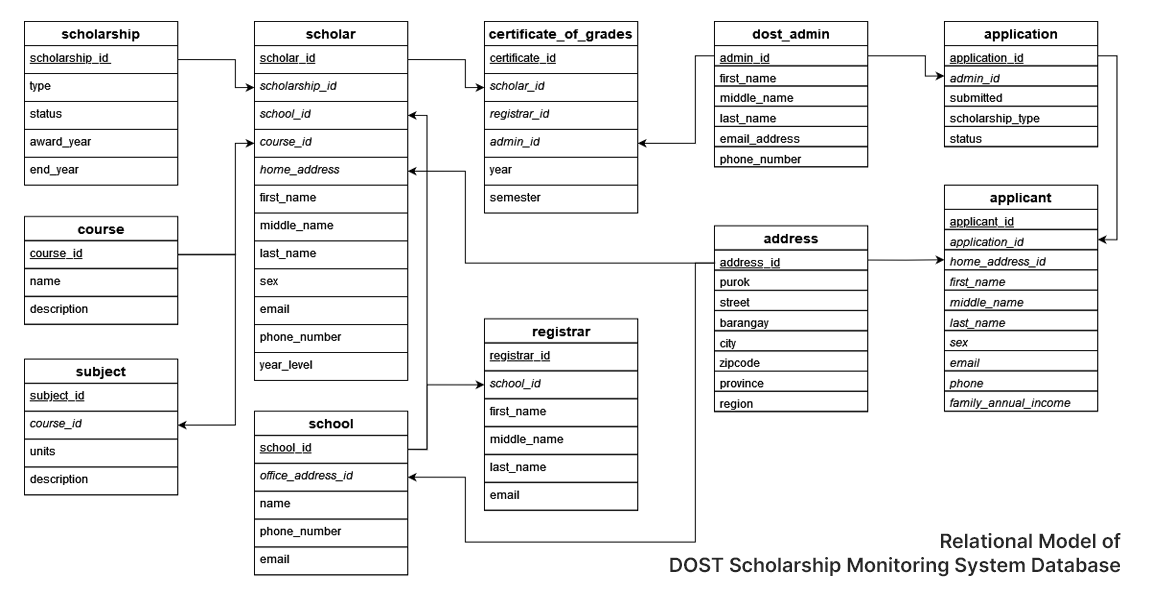 scholarship
scholarship_id
type
status
award_year
end_year
course
course_id
name
description
subject
subject_id
course_id
units
description
scholar
scholar_id
scholarship_id
school_id
course_id
home_address
first_name
middle_name
last_name
sex
email
phone_number
year_level
school
school_id
office_address_id
name
phone_number
email
certificate_of_grades
certificate_id
scholar_id
registrar_id
admin_id
year
semester
registrar
registrar_id
school_id
first_name
middle_name
last_name
email
dost_admin
admin_id
first_name
middle_name
last_name
email_address
phone_number
address
address_id
purok
street
barangay
city
zipcode
province
region
application
application_id
admin_id
submitted
scholarship_type
status
applicant
applicant_id
application_id
home_address_id
first_name
middle_name
last_name
sex
email
phone
family_annual_income
Relational Model of
DOST Scholarship Monitoring System Database